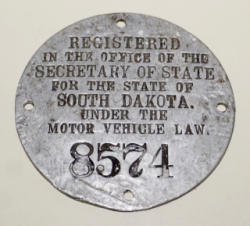 REGISTERED
IN THE OFFICE OF THE
SECRETARY OF STATE
FOR THE STATE OF
SOUTH DAKOTA.
UNDER THE
MOTOR VEHICLE LAW.
8574